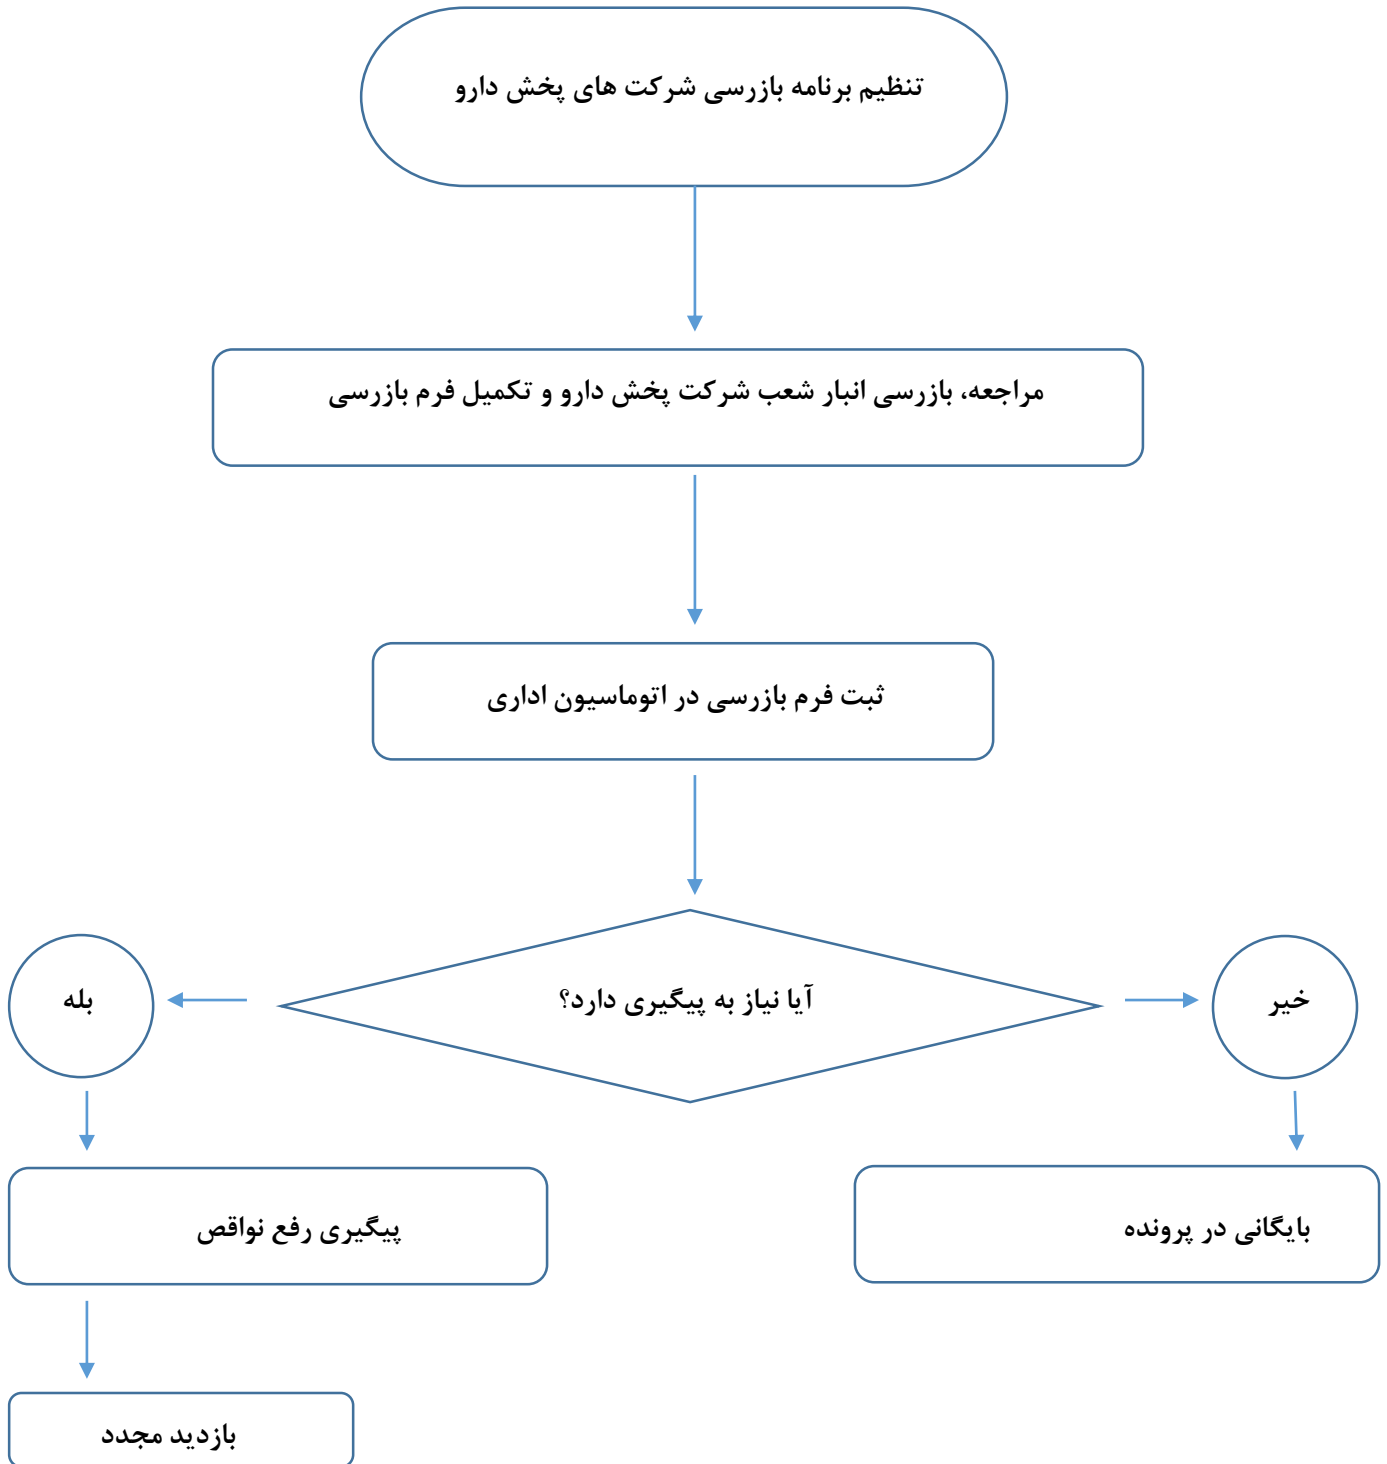 تنظیم برنامه بازرسی شرکت های پخش دارو
مراجعه، بازرسی انبار شعب شرکت پخش دارو و تکمیل فرم بازرسی
ثبت فرم بازرسی در اتوماسیون اداری
آیا نیاز به پیگیری دارد؟
خیر
بله
بایگانی در پرونده
پیگیری رفع نواقص
بازدید مجدد